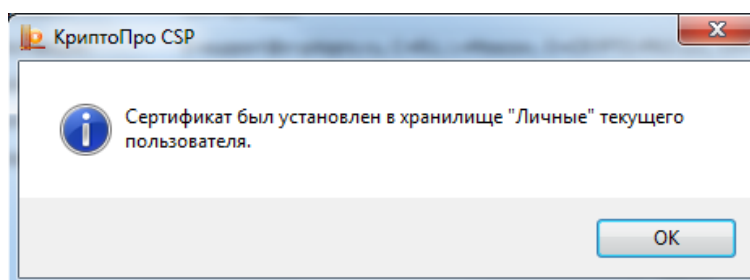 КриптоПро CSP
Сертификат был установлен в хранилище "Личные" текущего
пользователя.
OK